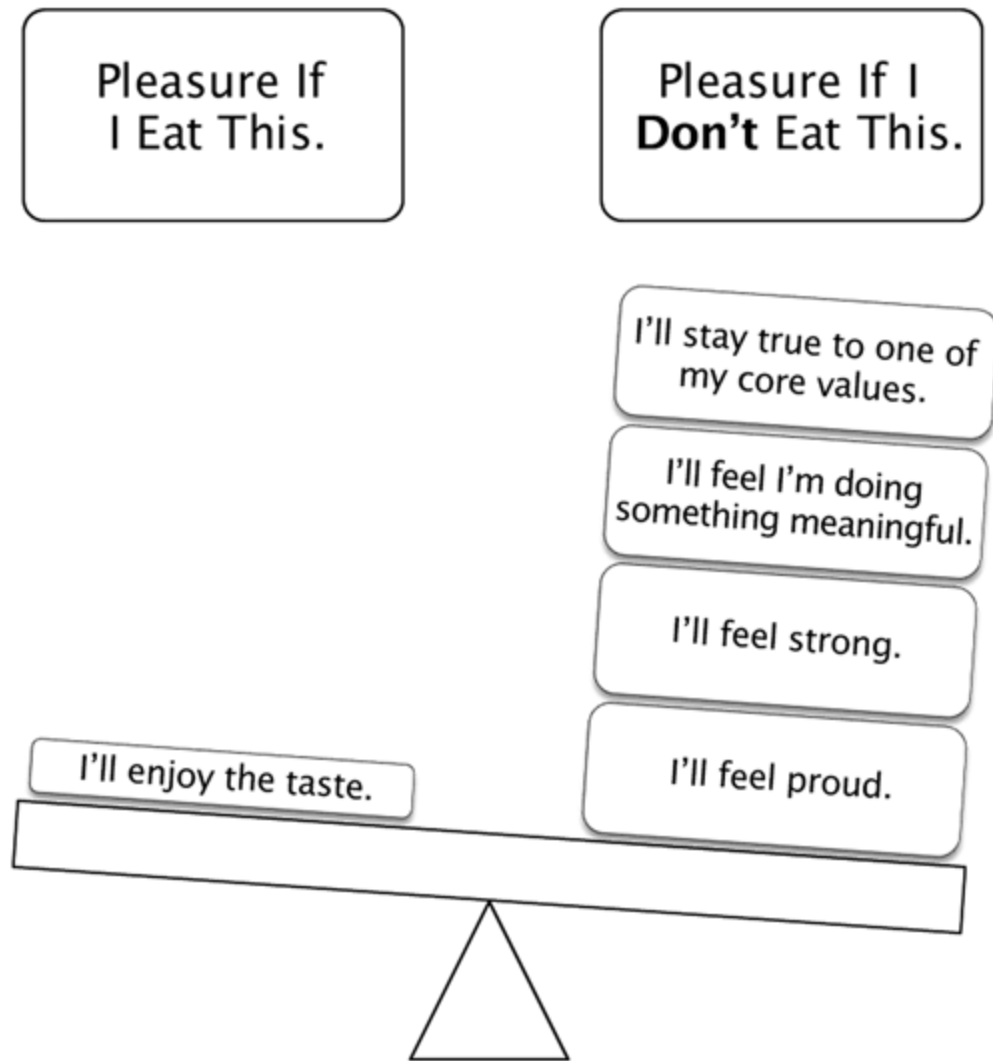 Pleasure If
I Eat This.
Pleasure If I
Don't Eat This.
I'll stay true to one of
my core values.
I'll feel I'm doing
something meaningful.
I'll feel strong.
I'll feel proud.
I'll enjoy the taste.